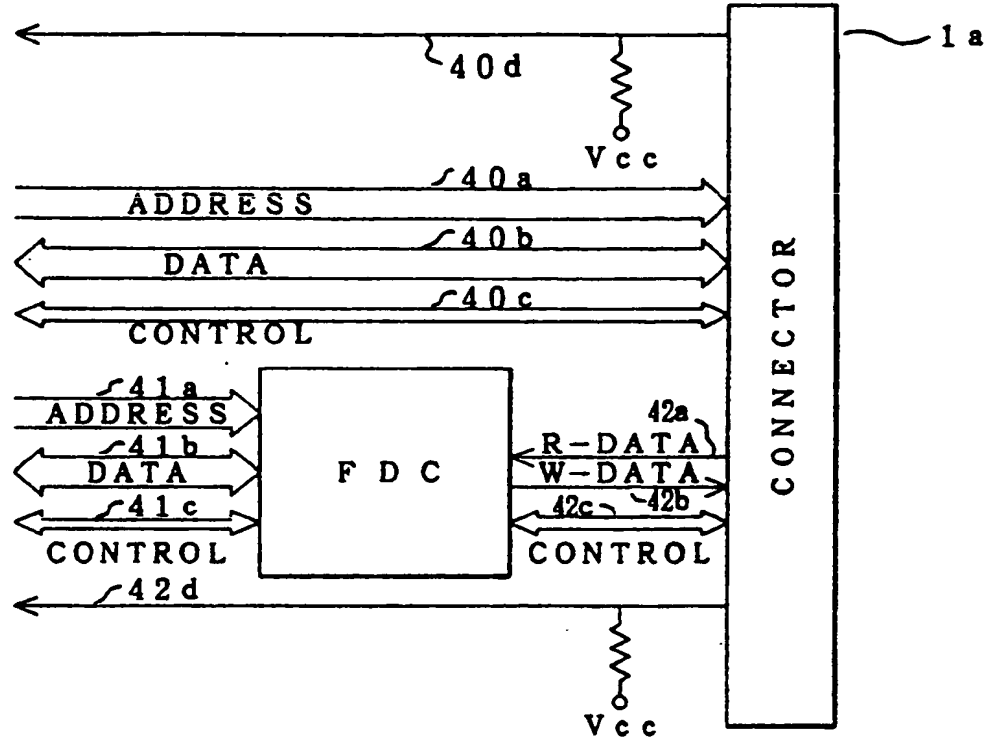 1a
40d
Vcc
40a
ADDRESS
40b
DATA
40c
CONTROL
CONNECTOR
41a
ADDRESS
41b
DATA
41c
CONTROL
FDC
42a
R-DATA
W-DATA
42b
42c
CONTROL
42d
Vcc